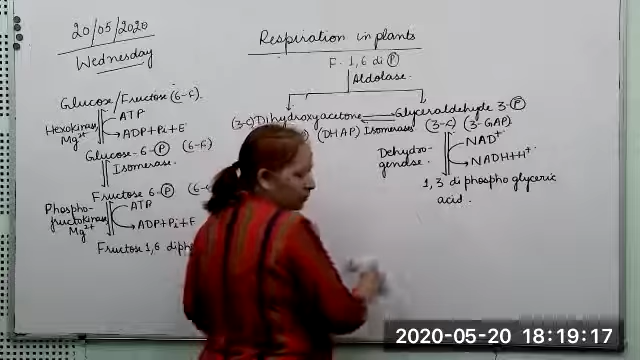 20/05/2020
Wednesday
Respiration in plants
F. 1,6 di P
Aldolase.
Glucose/Fructose (6-C).
ATP
Hexokinase
Mg2+
ADP+Pi+E
Glucose-6-P (6-C)
Isomerase.
Fructose 6-P (6-
Phospho-
fructokinase
Mg2+
ATP
ADP+Pi+E
Fructose 1,6 diph
(3-C) Dihydroxyacetone
Glyceraldehyde 3-P
(DHAP) Isomerases (3-C) (3-GAP)
Dehydro-
genase.
NAD+
NADH+H+
1,3 di phospho glyceric
acid.
2020-05-20 18:19:17